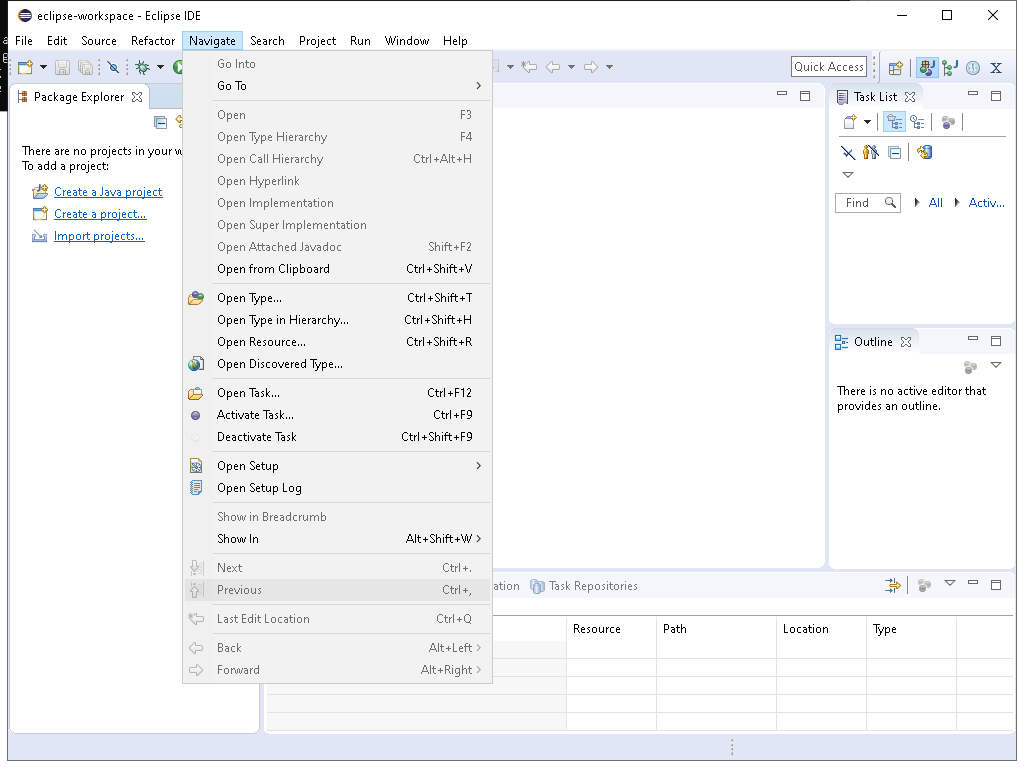 eclipse-workspace - Eclipse IDE
File Edit Source Refactor Navigate Search Project Run Window Help
Quick Access
Package Explorer
There are no projects in your
To add a project:
Create a Java project
Create a project...
Import projects...
Go Into
Go To
Open F3
Open Type Hierarchy F4
Open Call Hierarchy Ctrl+Alt+H
Open Hyperlink
Open Implementation
Open Super Implementation
Open Attached Javadoc Shift+F2
Open from Clipboard Ctrl+Shift+V
Open Type... Ctrl+Shift+T
Open Type in Hierarchy... Ctrl+Shift+H
Open Resource... Ctrl+Shift+R
Open Discovered Type...
Open Task... Ctrl+F12
Activate Task... Ctrl+F9
Deactivate Task Ctrl+Shift+F9
Open Setup
Open Setup Log
Show in Breadcrumb
Show In Alt+Shift+W
Next Ctrl+.
Previous Ctrl+,
Last Edit Location Ctrl+Q
Back Alt+Left
Forward Alt+Right
Task List
Find All Activ...
Outline
There is no active editor that
provides an outline.
ation Task Repositories
Resource Path Location Type